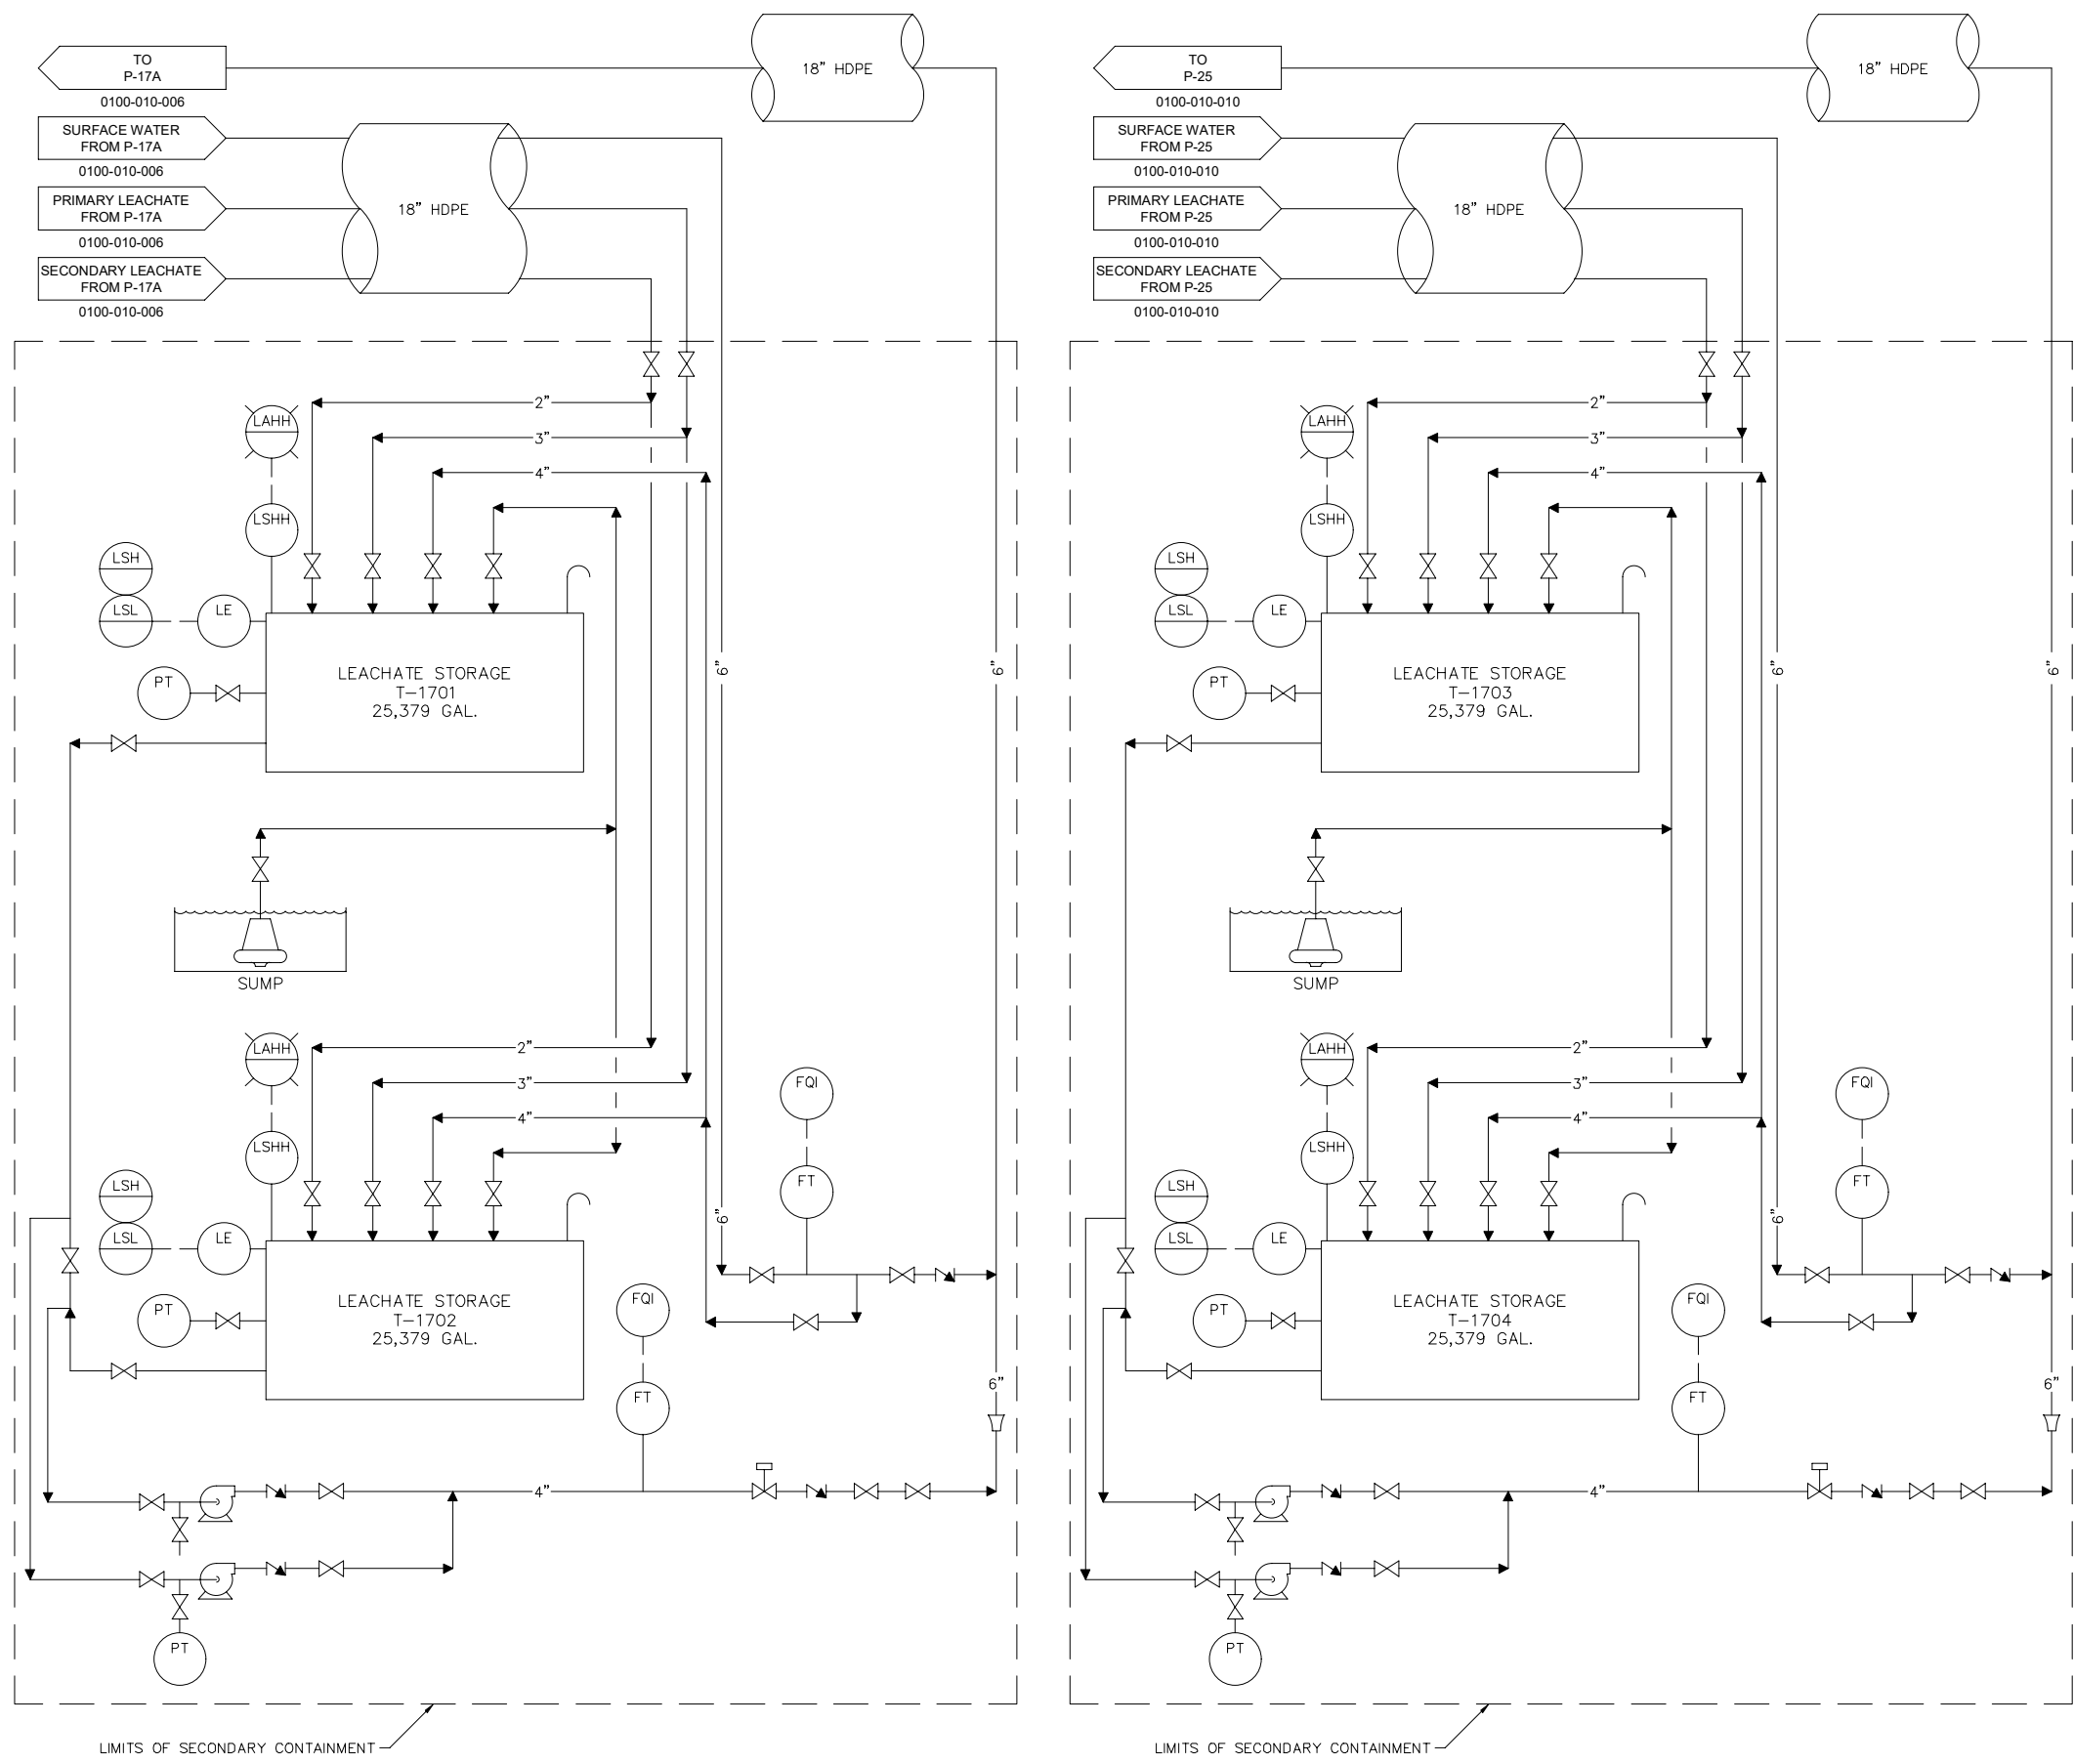 TO
P-17A
0100-010-006
18" HDPE
SURFACE WATER
FROM P-17A
0100-010-006
PRIMARY LEACHATE
FROM P-17A
0100-010-006
18" HDPE
SECONDARY LEACHATE
FROM P-17A
0100-010-006
2"
LAHH
3"
4"
LSHH
LSH
LSL
LE
PT
LEACHATE STORAGE
T-1701
25,379 GAL.
6"
6"
SUMP
2"
LAHH
3"
4"
LSHH
FQI
FT
LSH
LSL
LE
6"
PT
LEACHATE STORAGE
T-1702
25,379 GAL.
FQI
FT
6"
4"
PT
LIMITS OF SECONDARY CONTAINMENT
TO
P-25
0100-010-010
18" HDPE
SURFACE WATER
FROM P-25
0100-010-010
PRIMARY LEACHATE
FROM P-25
0100-010-010
18" HDPE
SECONDARY LEACHATE
FROM P-25
0100-010-010
2"
LAHH
3"
4"
LSHH
LSH
LSL
LE
PT
LEACHATE STORAGE
T-1703
25,379 GAL.
6"
6"
SUMP
2"
LAHH
3"
4"
LSHH
FQI
FT
LSH
LSL
LE
6"
PT
LEACHATE STORAGE
T-1704
25,379 GAL.
FQI
FT
6"
4"
PT
LIMITS OF SECONDARY CONTAINMENT